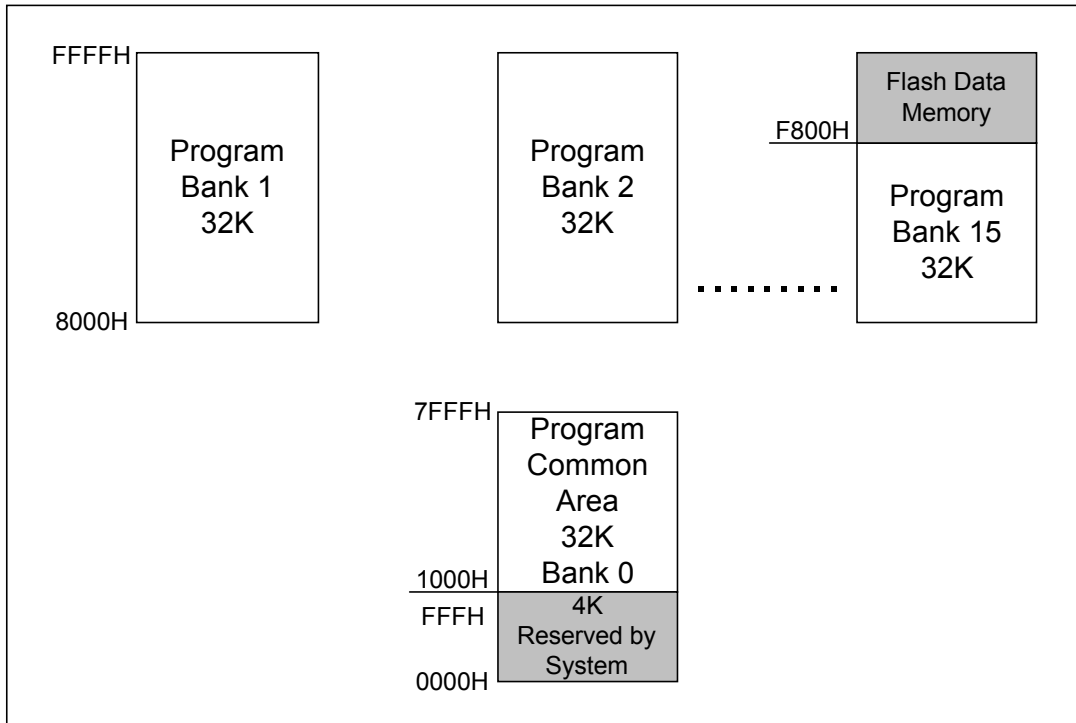 FFFFH
Program
Bank 1
32K
8000H
Program
Bank 2
32K
Flash Data
Memory
F800H
Program
Bank 15
32K
7FFFH
Program
Common
Area
32K
Bank 0
1000H
FFFH
4K
Reserved by
System
0000H